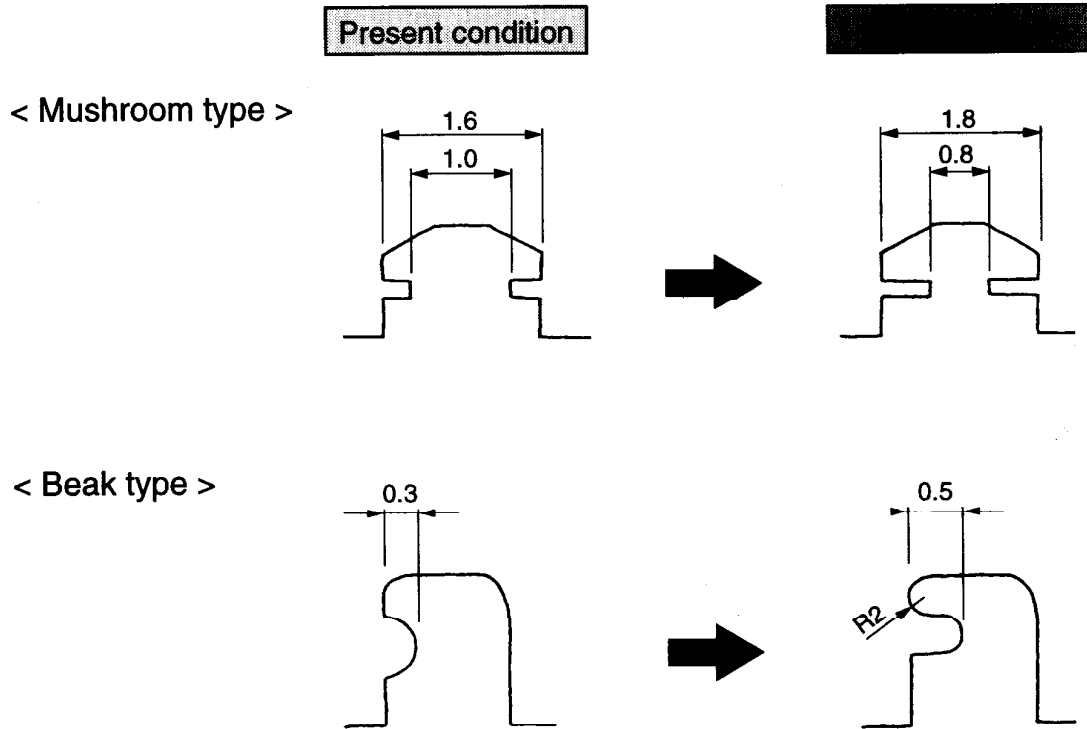 Present condition
< Mushroom type >
1.6
1.0
1.8
0.8
< Beak type >
0.3
0.5
R2